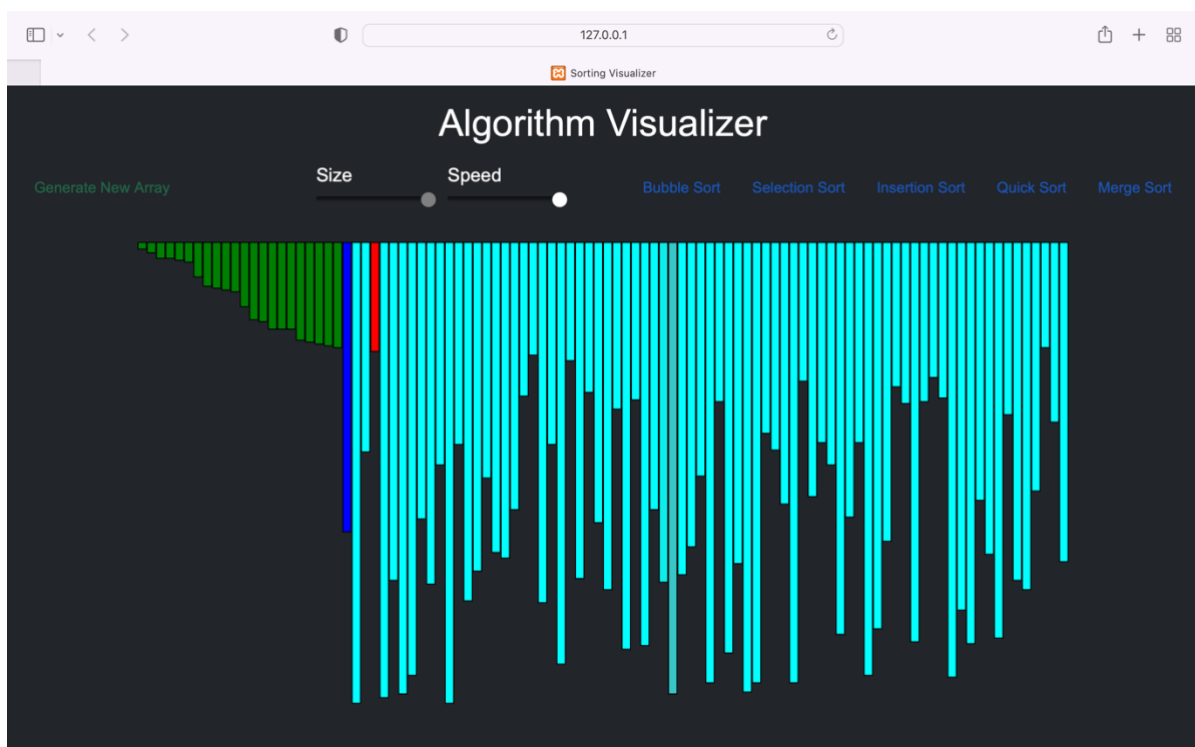 127.0.0.1
Sorting Visualizer
Algorithm Visualizer
Generate New Array
Size
Speed
Bubble Sort
Selection Sort
Insertion Sort
Quick Sort
Merge Sort